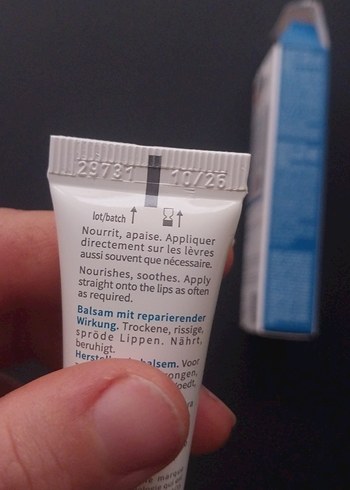 29731 10/26
lot/batch
Nourrit, apaise. Appliquer
directement sur les lèvres
aussi souvent que nécessaire.
Nourishes, soothes. Apply
straight onto the lips as often
as required.
Balsam mit reparierender
Wirkung. Trockene, rissige,
spröde Lippen. Nährt,
beruhigt.
Voor